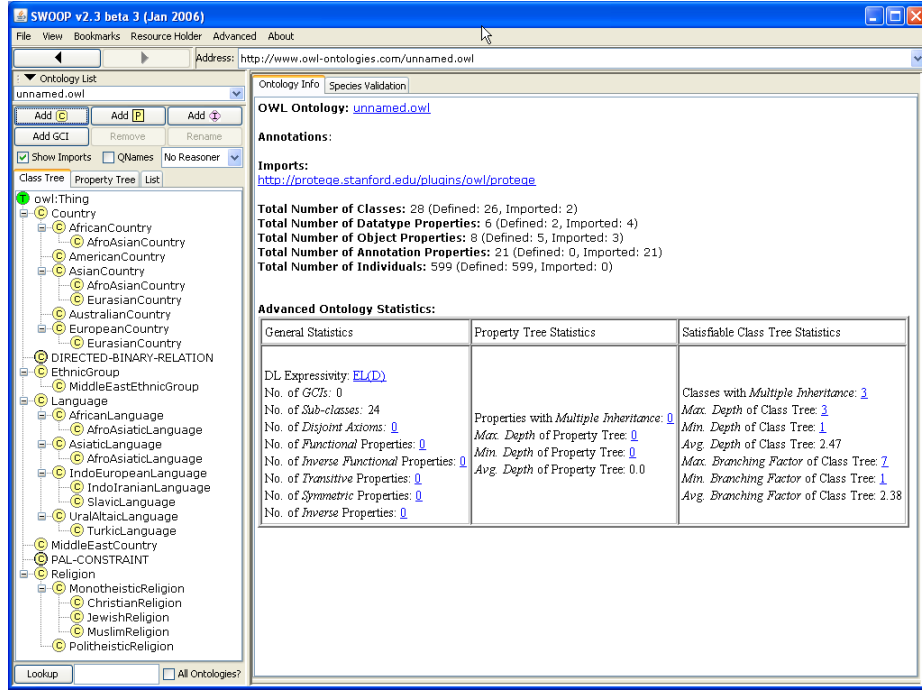 SWOOP v2.3 beta 3 (Jan 2006)
File View Bookmarks Resource Holder Advanced About
Address: http://www.owl-ontologies.com/unnamed.owl
Ontology List
unnamed.owl
Add C Add P Add I
Add GCI Remove Rename
Show Imports QNames No Reasoner
Class Tree Property Tree List
T owl:Thing
C Country
C AfricanCountry
C AfroAsianCountry
C AmericanCountry
C AsianCountry
C AfroAsianCountry
C EurasianCountry
C AustralianCountry
C EuropeanCountry
C EurasianCountry
C DIRECTED-BINARY-RELATION
C EthnicGroup
C MiddleEastEthnicGroup
C Language
C AfricanLanguage
C AfroAsiaticLanguage
C AsiaticLanguage
C AfroAsiaticLanguage
C IndoEuropeanLanguage
C IndoIranianLanguage
C SlavicLanguage
C UralAltaicLanguage
C TurkicLanguage
C MiddleEastCountry
C PAL-CONSTRAINT
C Religion
C MonotheisticReligion
C ChristianReligion
C JewishReligion
C MuslimReligion
C PolitheisticReligion
Lookup All Ontologies?
Ontology Info Species Validation
OWL Ontology: unnamed.owl
Annotations:
Imports:
http://protege.stanford.edu/plugins/owl/protege
Total Number of Classes: 28 (Defined: 26, Imported: 2)
Total Number of Datatype Properties: 6 (Defined: 2, Imported: 4)
Total Number of Object Properties: 8 (Defined: 5, Imported: 3)
Total Number of Annotation Properties: 21 (Defined: 0, Imported: 21)
Total Number of Individuals: 599 (Defined: 599, Imported: 0)
Advanced Ontology Statistics:
General Statistics
DL Expressivity: EL(D)
No. of GCIs: 0
No. of Sub-classes: 24
No. of Disjoint Axioms: 0
No. of Functional Properties: 0
No. of Inverse Functional Properties: 0
No. of Transitive Properties: 0
No. of Symmetric Properties: 0
No. of Inverse Properties: 0
Property Tree Statistics
Properties with Multiple Inheritance: 0
Max. Depth of Property Tree: 0
Min. Depth of Property Tree: 0
Avg. Depth of Property Tree: 0.0
Satisfiable Class Tree Statistics
Classes with Multiple Inheritance: 3
Max. Depth of Class Tree: 3
Min. Depth of Class Tree: 1
Avg. Depth of Class Tree: 2.47
Max. Branching Factor of Class Tree: 7
Min. Branching Factor of Class Tree: 1
Avg. Branching Factor of Class Tree: 2.38